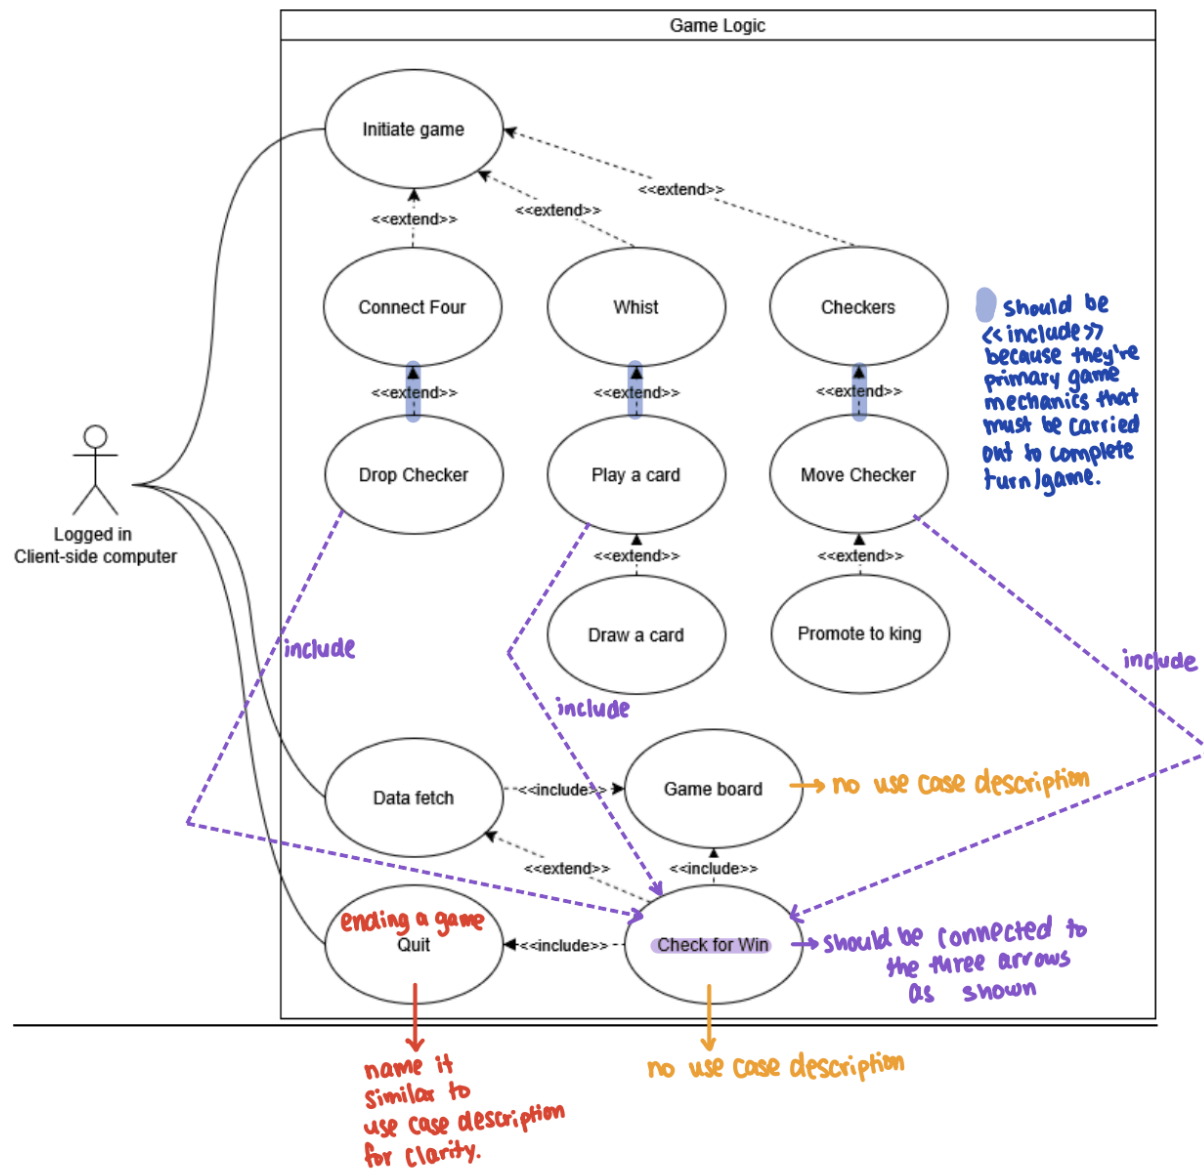 Game Logic
Initiate game
<<extend>>
<<extend>>
<<extend>>
Connect Four
Whist
Checkers
should be
<<include>>
because they're
primary game
mechanics that
must be carried
out to complete
turn/game.
<<extend>>
<<extend>>
<<extend>>
Drop Checker
Play a card
Move Checker
Logged in
Client-side computer
<<extend>>
<<extend>>
Draw a card
Promote to king
include
include
include
Data fetch
<<include>>
Game board
no use case description
<<extend>>
<<include>>
ending a game
Quit
<<include>>
Check for Win
should be connected to
the three arrows
as shown
name it
similar to
use case description
for clarity.
no use case description